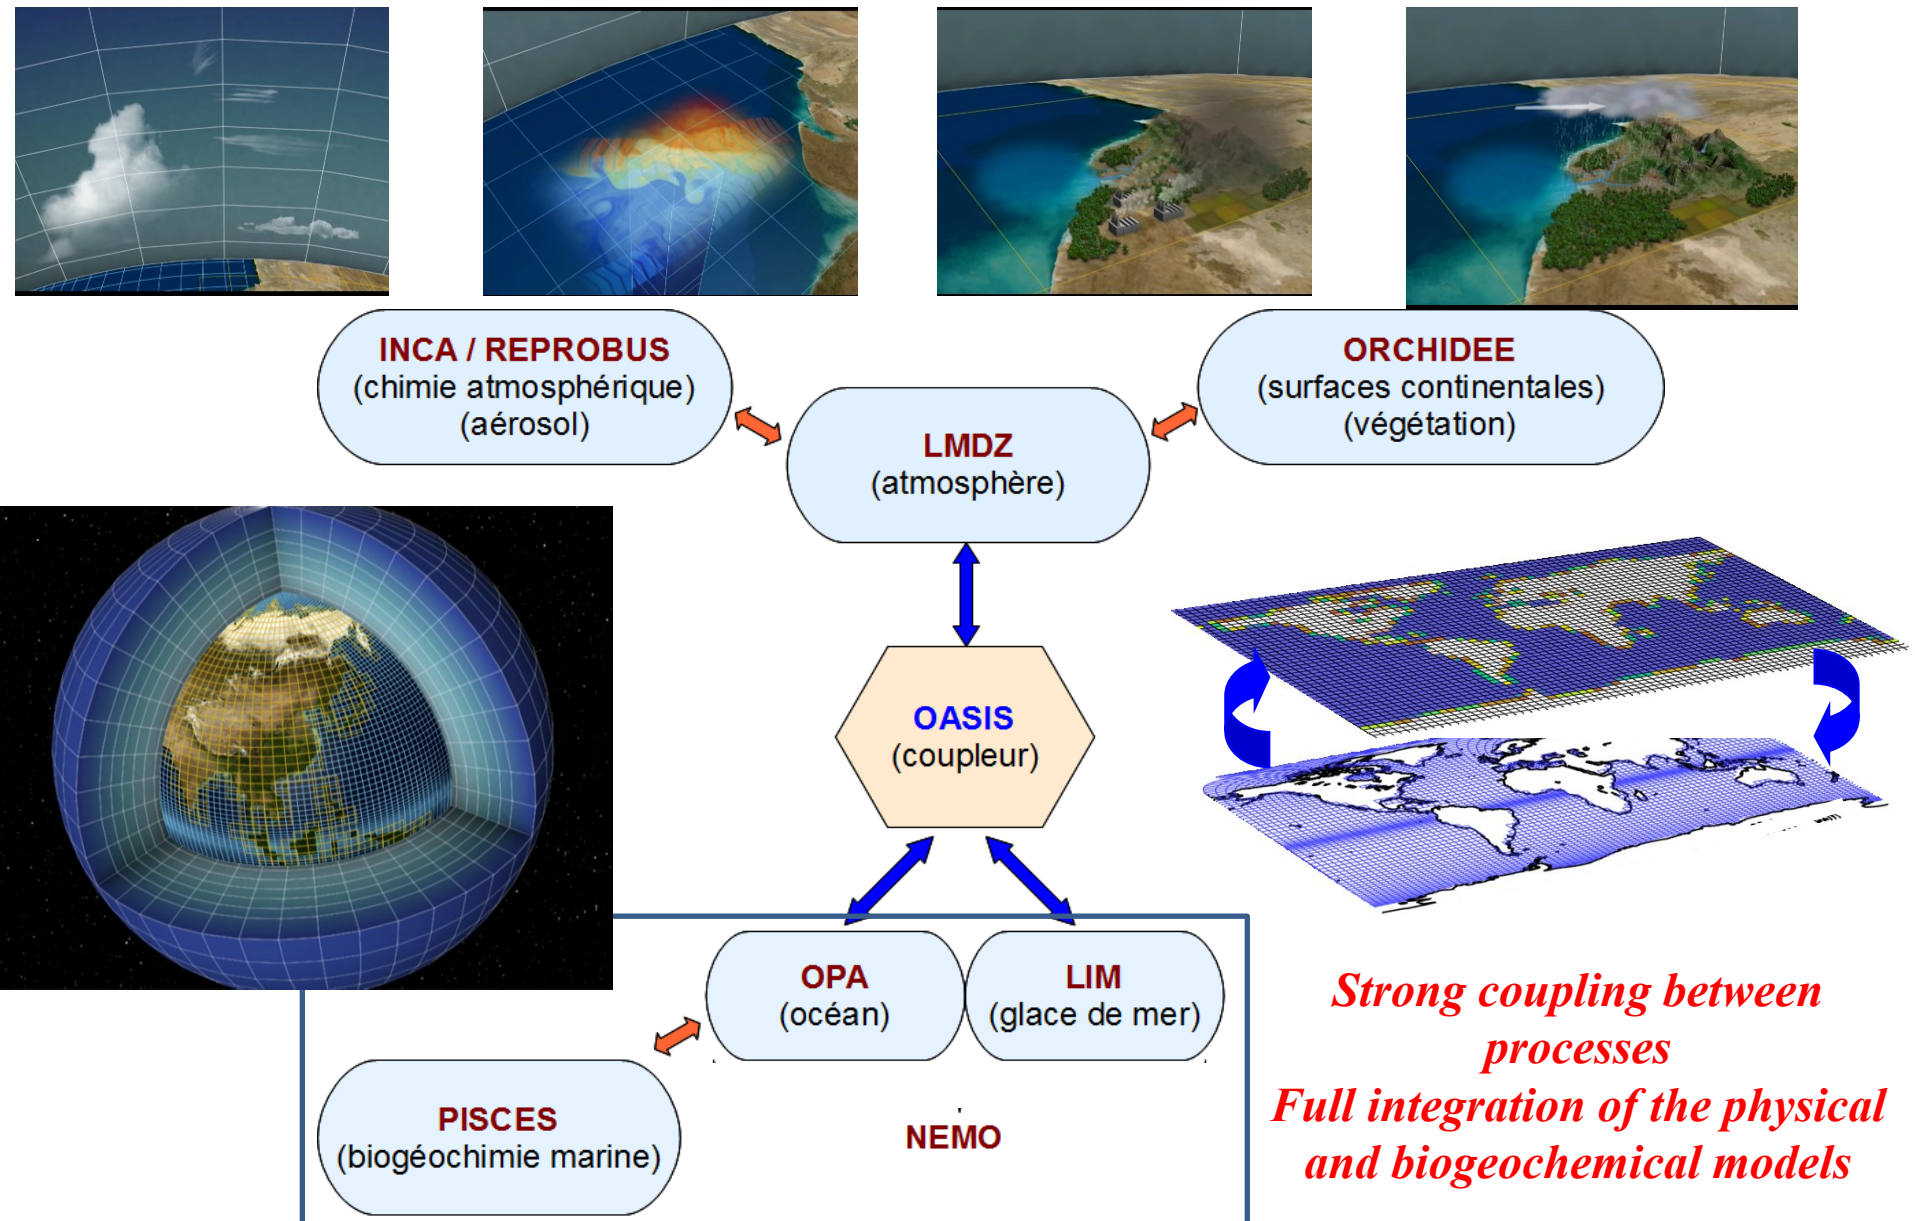 INCA / REPROBUS
(chimie atmosphérique)
(aérosol)
ORCHIDEE
(surfaces continentales)
(végétation)
LMDZ
(atmosphère)
OASIS
(coupleur)
OPA
(océan)
LIM
(glace de mer)
PISCES
(biogéochimie marine)
NEMO
Strong coupling between
processes
Full integration of the physical
and biogeochemical models